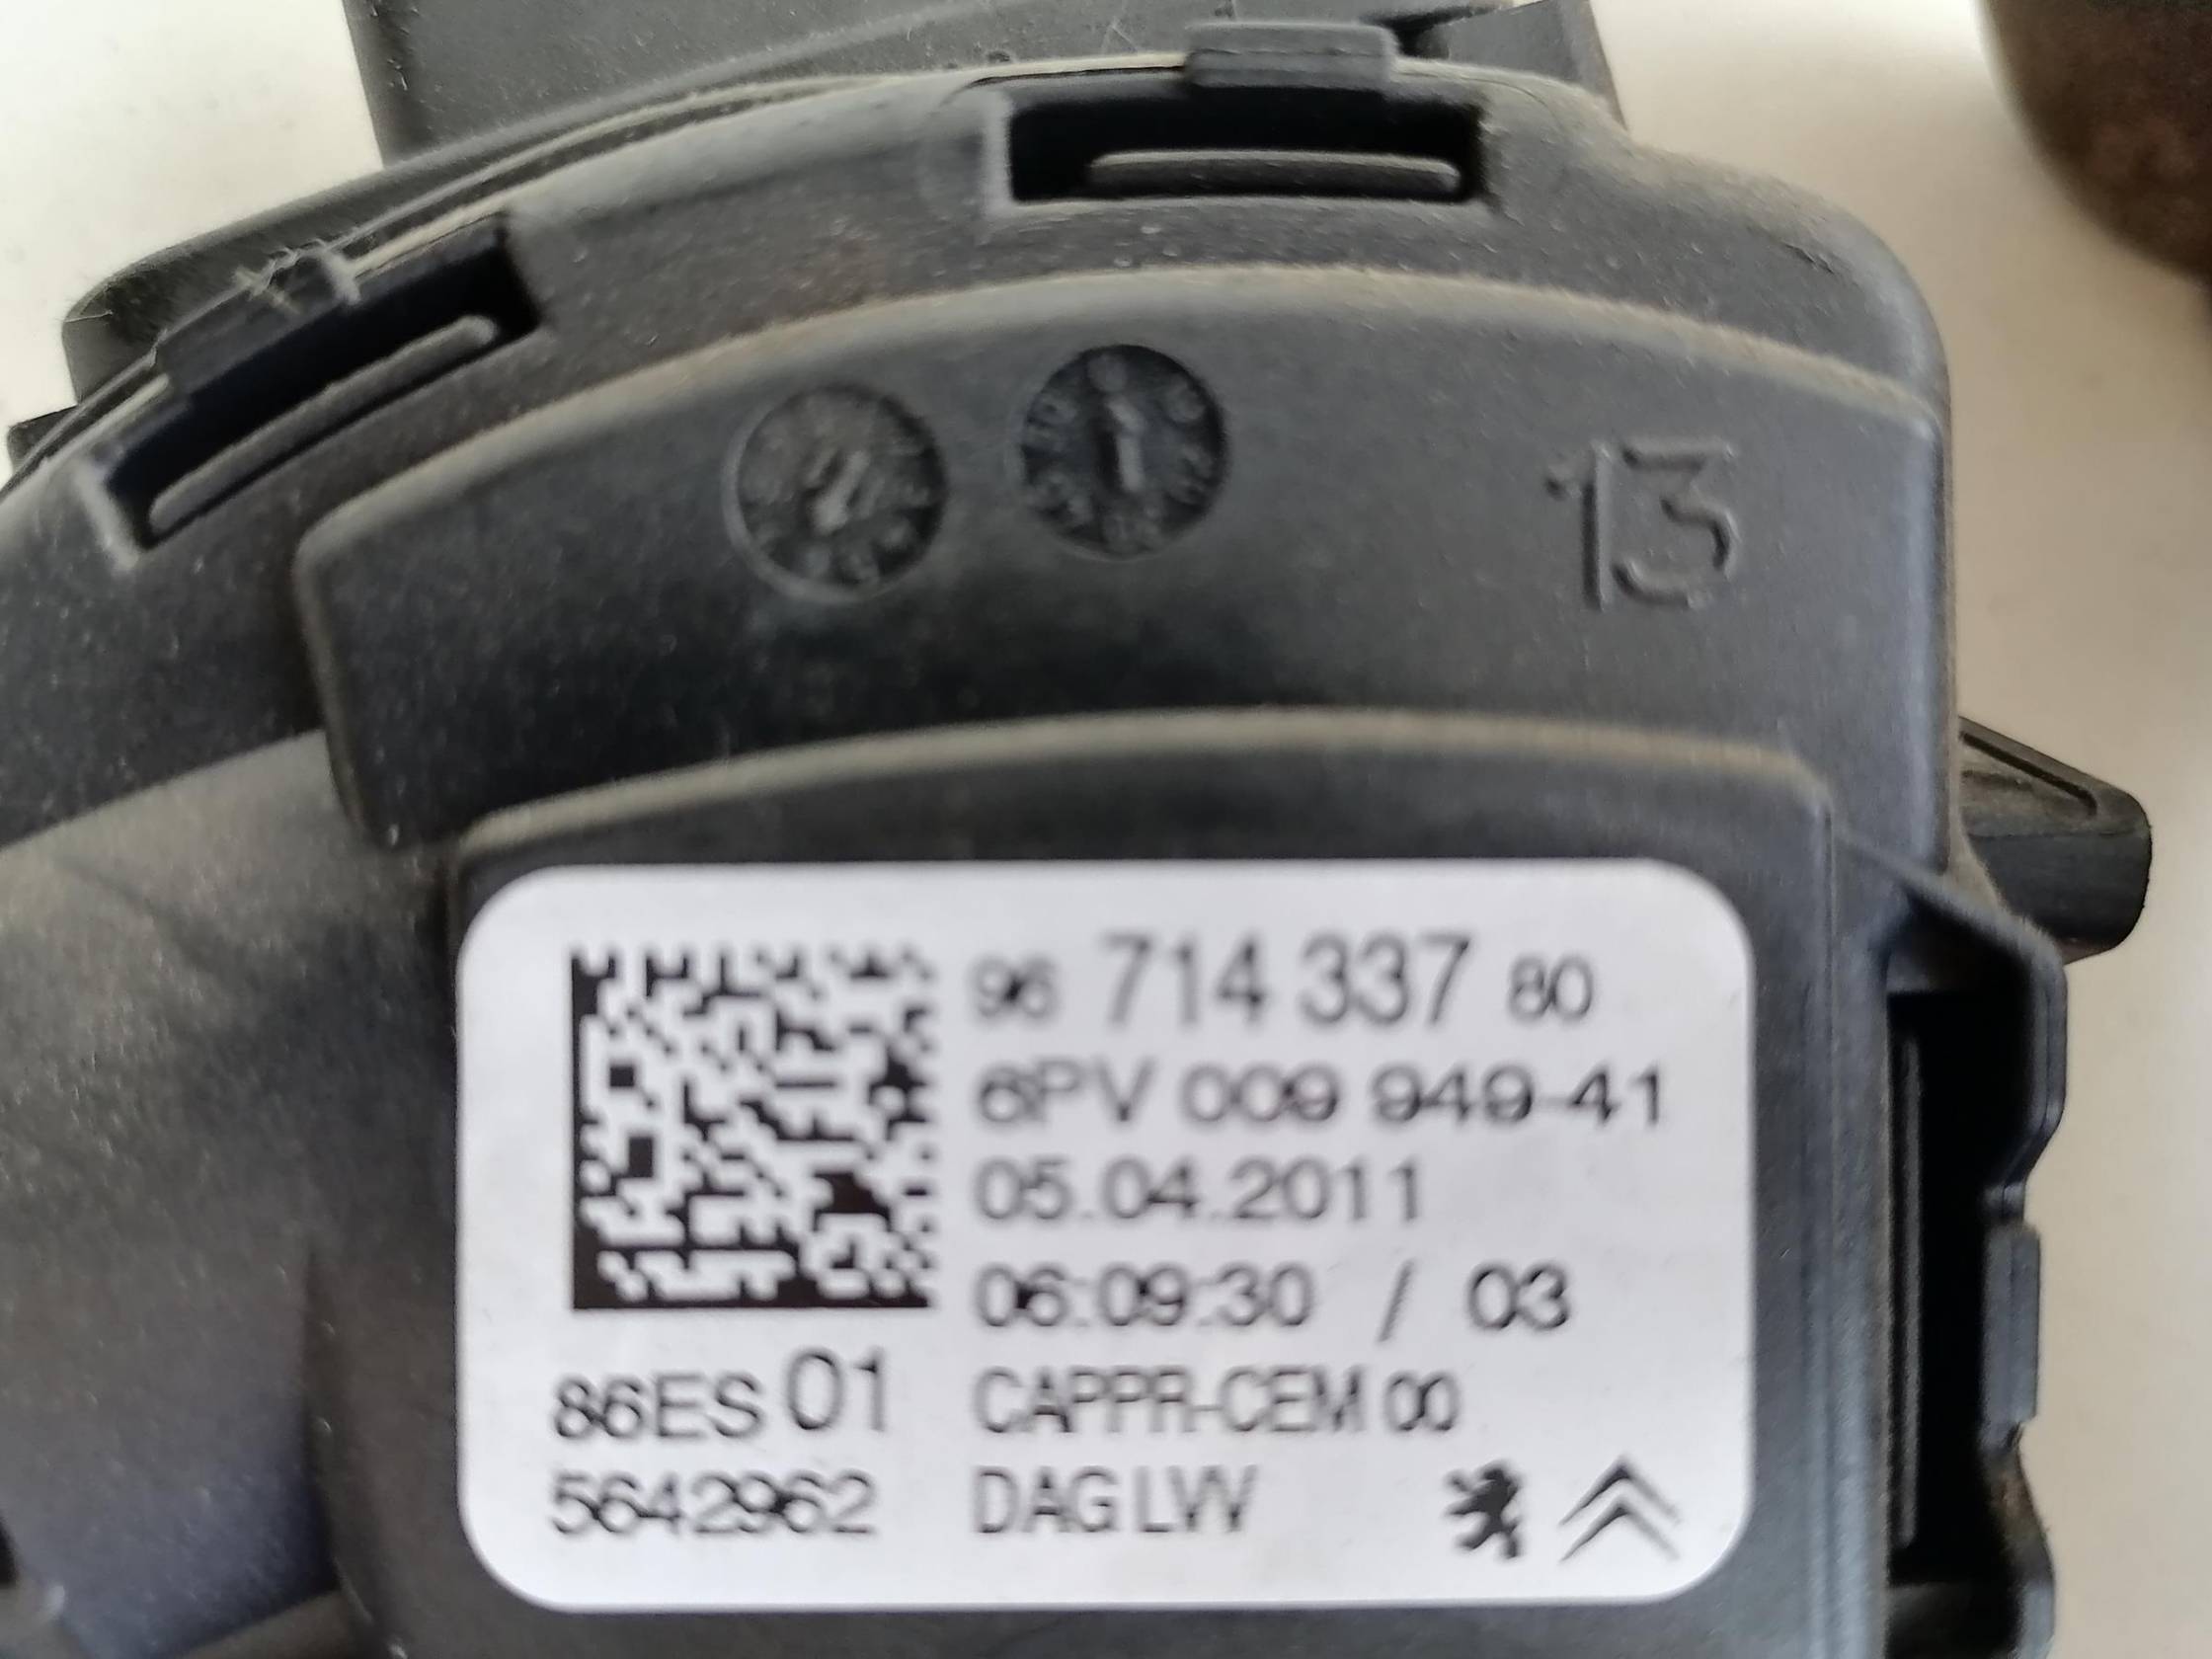 13
96 714 337 80
6PV 009 949-41
05.04.2011
06:09:30 / 03
86ES 01 CAPPR-CEM 00
5642962 DAG LVV